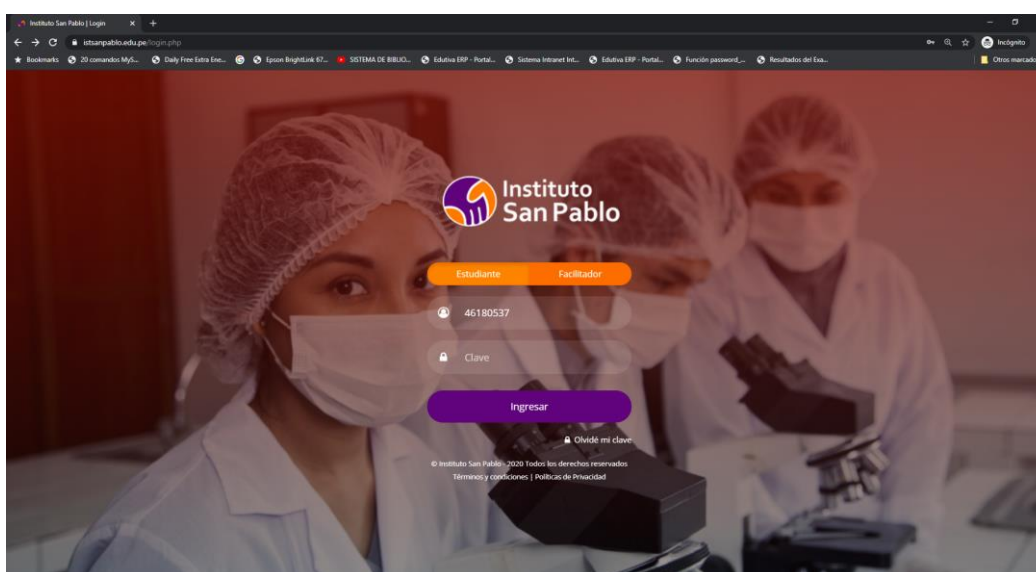 Instituto San Pablo | Login
istsanpablo.edu.pe/login.php
Incógnito
Bookmarks
20 comandos MyS...
Daily Free Extra Ene...
Epson BrightLink 67...
SISTEMA DE BIBLIO...
Edutiva ERP - Portal...
Sistema Intranet Int...
Edutiva ERP - Portal...
Función password_...
Resultados del Exa...
Otros marcado
Instituto
San Pablo
Estudiante
Facilitador
46180537
Clave
Ingresar
Olvidé mi clave
© Instituto San Pablo - 2020 Todos los derechos reservados
Términos y condiciones | Políticas de Privacidad